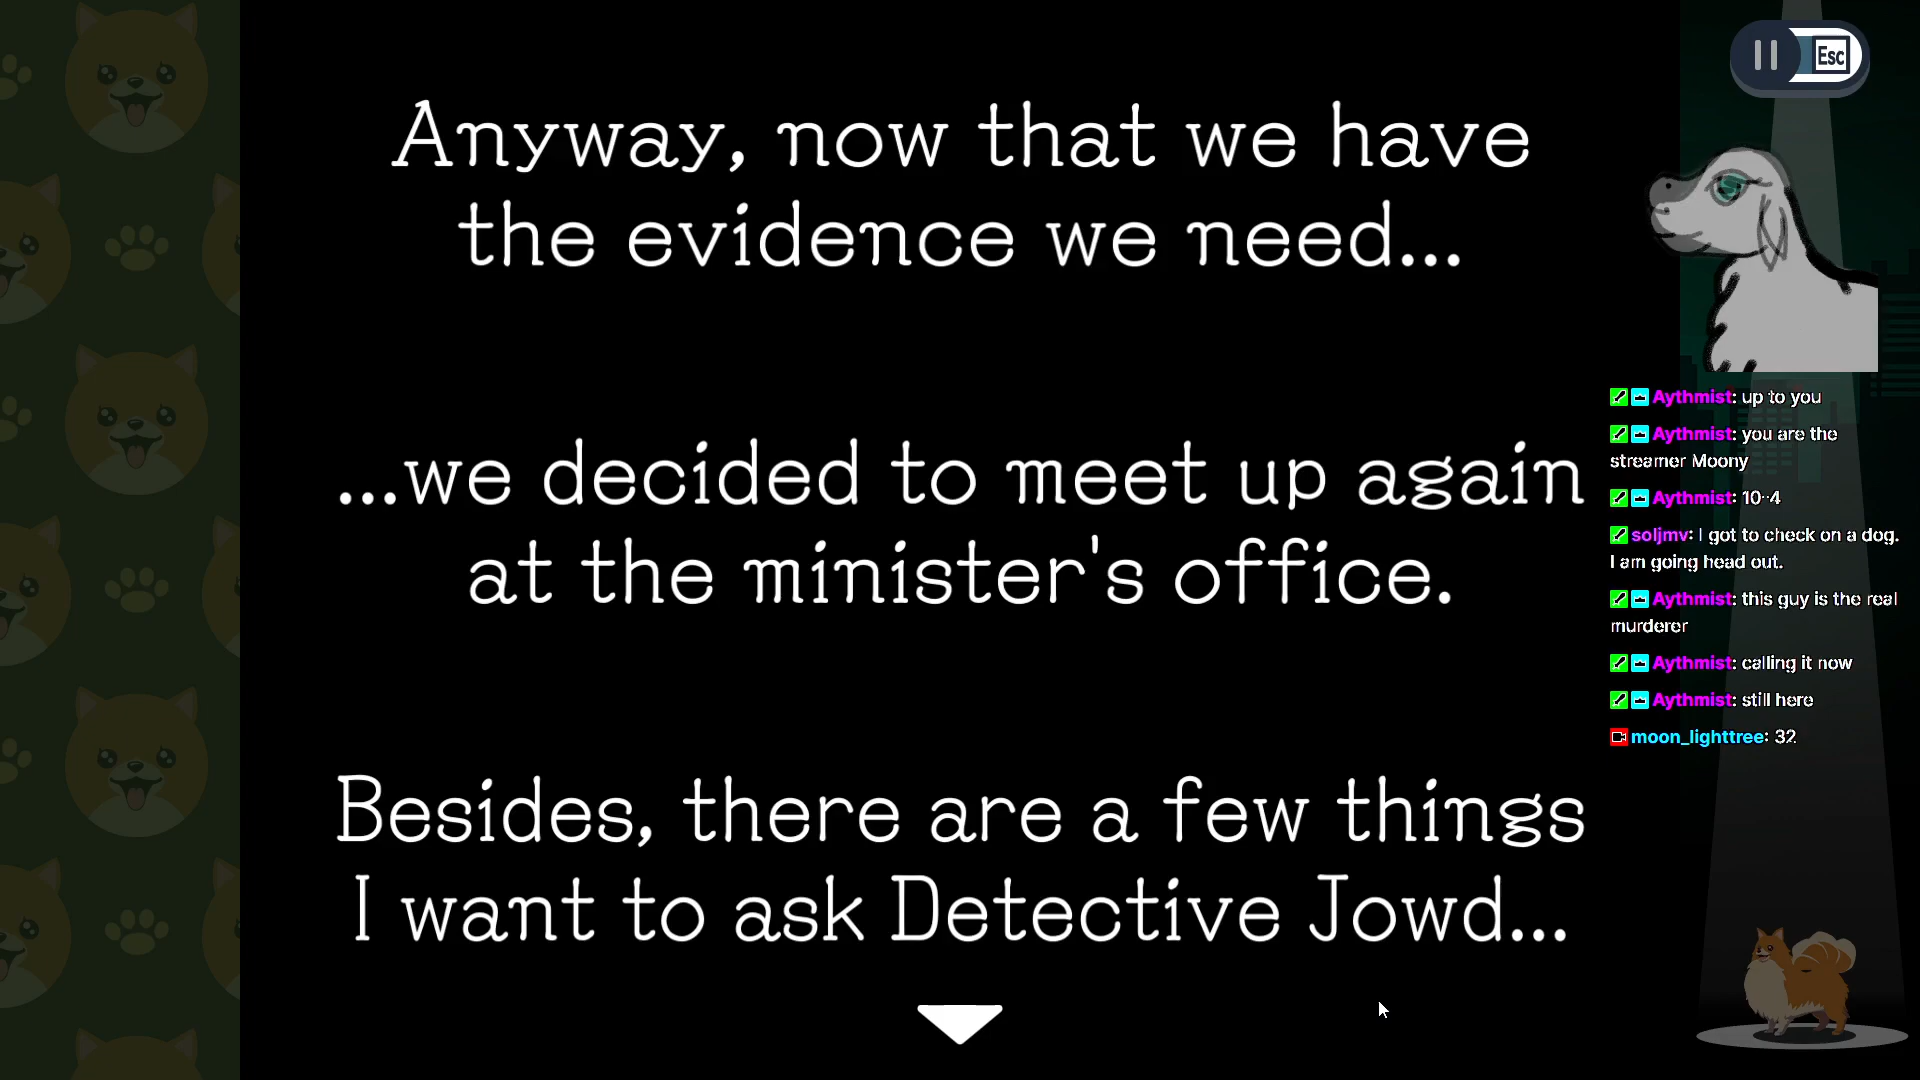 Esc
Anyway, now that we have
the evidence we need...
...we decided to meet up again
at the minister's office.
Besides, there are a few things
I want to ask Detective Jowd...
Aythmist: up to you
Aythmist: you are the
streamer Moony
Aythmist: 10-4
soljmv: I got to check on a dog.
I am going head out.
Aythmist: this guy is the real
murderer
Aythmist: calling it now
Aythmist: still here
moon_lighttree: 32